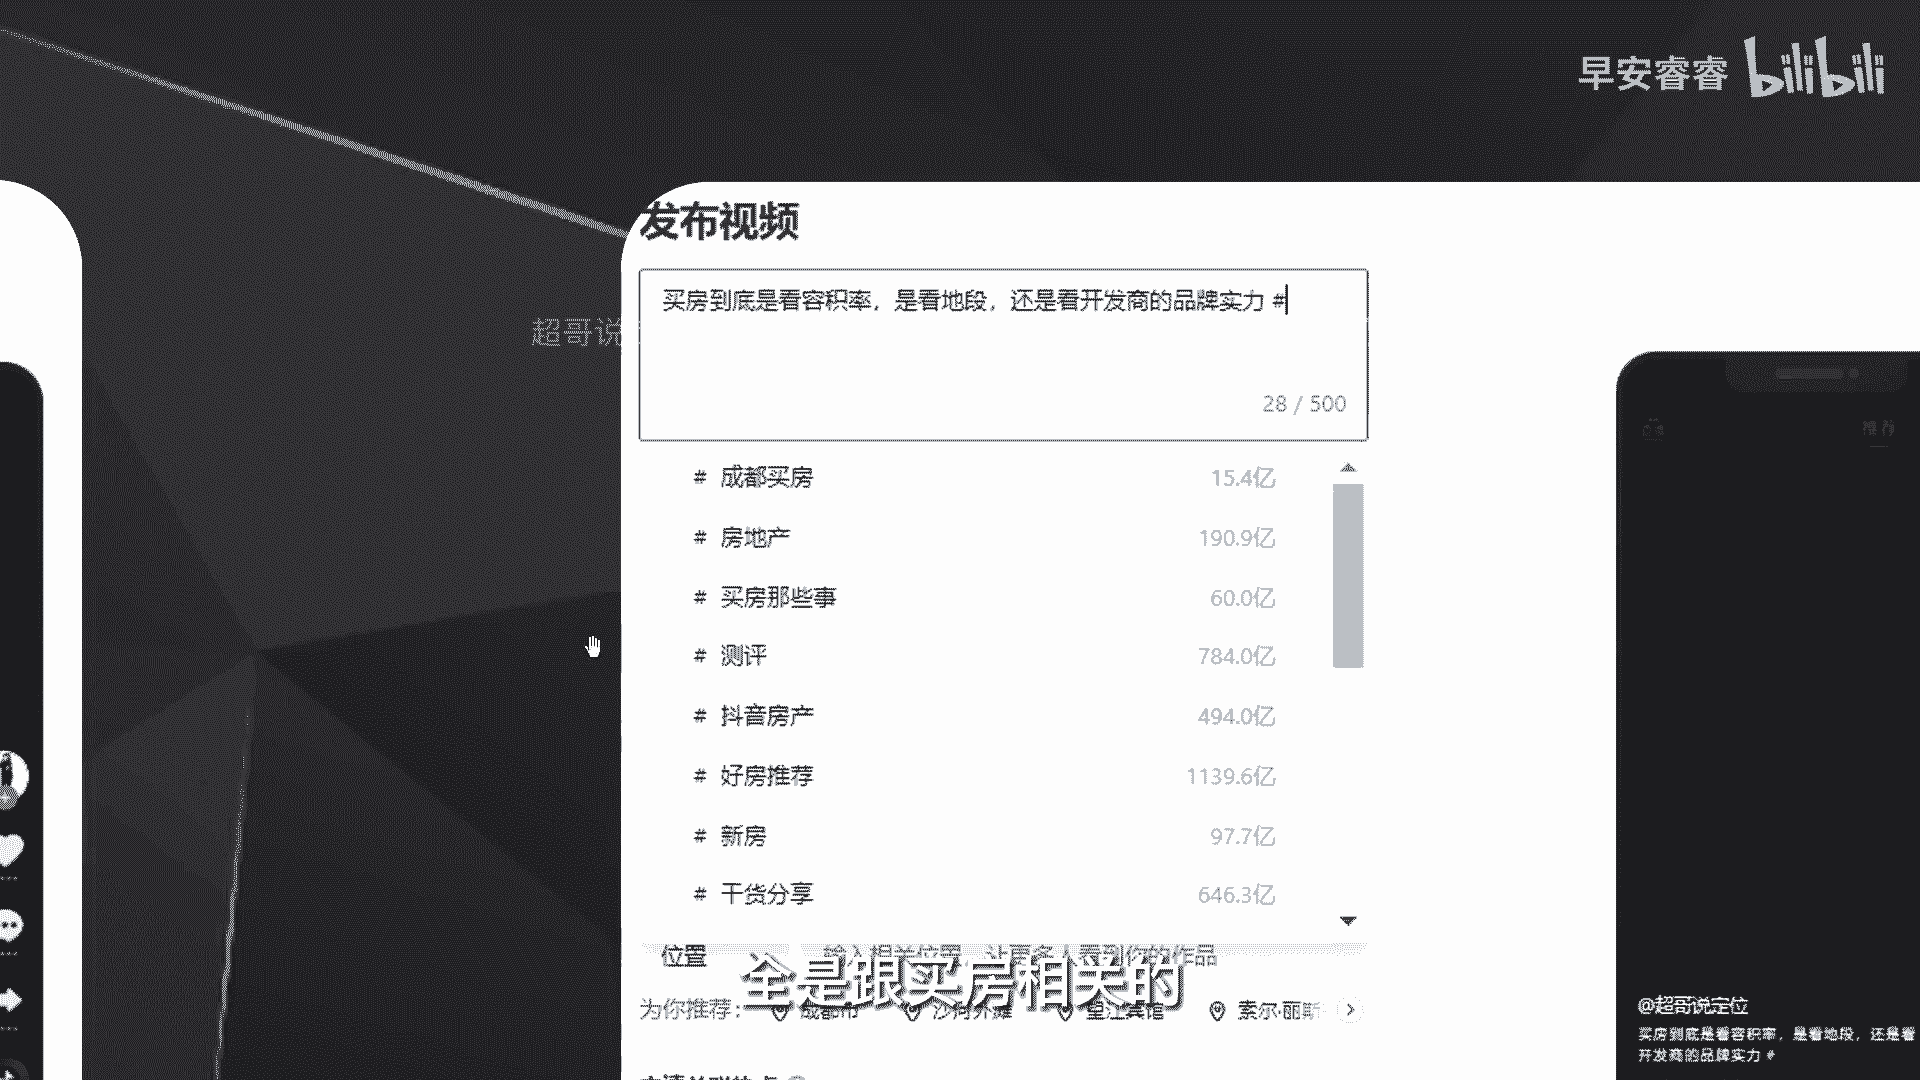 早安睿睿 bilibili
发布视频
买房到底是看容积率，是看地段，还是看开发商的品牌实力 #
超哥说
28 / 500
# 成都买房 15.4亿
# 房地产 190.9亿
# 买房那些事 60.0亿
# 测评 784.0亿
# 抖音房产 494.0亿
# 好房推荐 1139.6亿
# 新房 97.7亿
# 干货分享 646.3亿
推荐
位置 输入相关位置，让更多人看到你的作品
全是跟买房相关的
为你推荐： 成都市 沙河外滩 望江宾馆 索尔·丽斯
@超哥说定位
买房到底是看容积率，是看地段，还是看
开发商的品牌实力 #